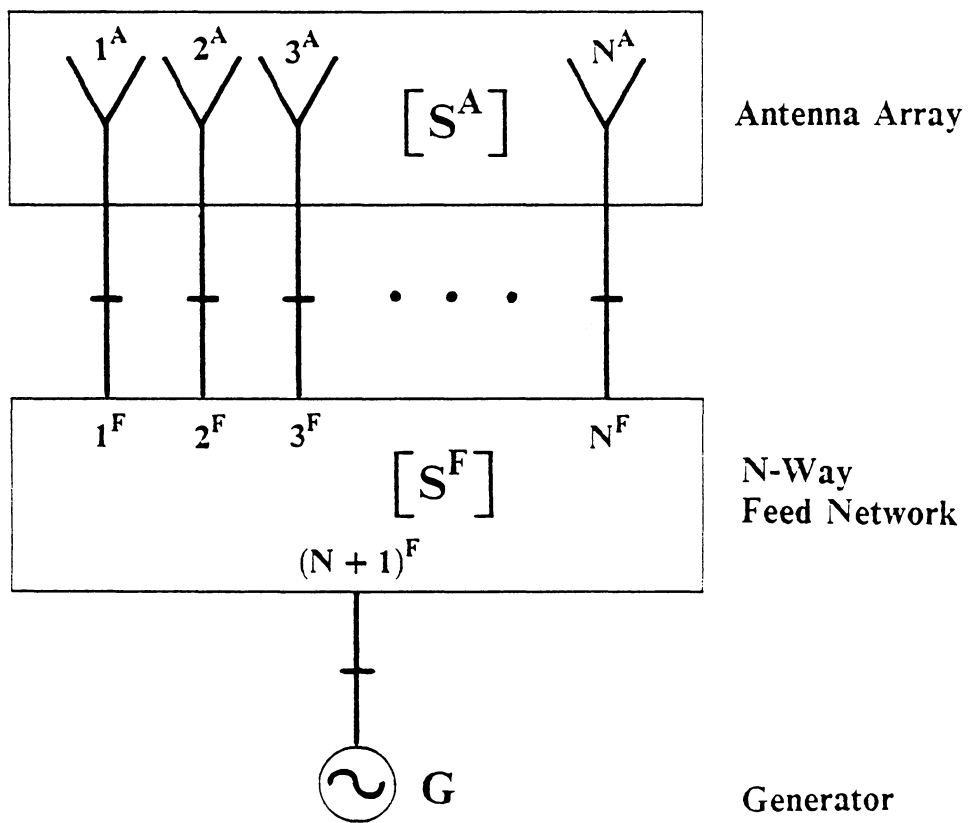 1^A 2^A 3^A N^A
[S^A]
Antenna Array
1^F 2^F 3^F N^F
[S^F]
N-Way
Feed Network
(N + 1)^F
G
Generator